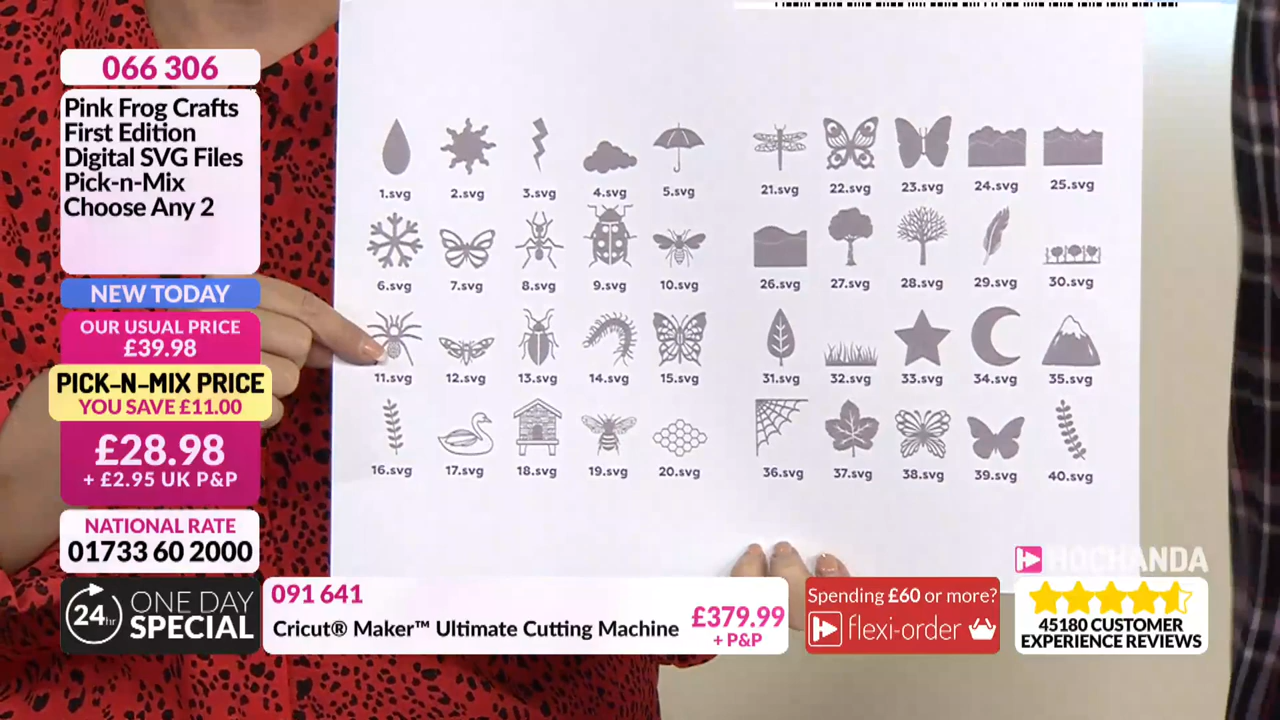 066 306
Pink Frog Crafts
First Edition
Digital SVG Files
Pick-n-Mix
Choose Any 2
NEW TODAY
OUR USUAL PRICE
£39.98
PICK-N-MIX PRICE
YOU SAVE £11.00
£28.98
+ £2.95 UK P&P
NATIONAL RATE
01733 60 2000
1.svg 2.svg 3.svg 4.svg 5.svg 21.svg 22.svg 23.svg 24.svg 25.svg
6.svg 7.svg 8.svg 9.svg 10.svg 26.svg 27.svg 28.svg 29.svg 30.svg
11.svg 12.svg 13.svg 14.svg 15.svg 31.svg 32.svg 33.svg 34.svg 35.svg
16.svg 17.svg 18.svg 19.svg 20.svg 36.svg 37.svg 38.svg 39.svg 40.svg
24hr ONE DAY
SPECIAL
091 641
Cricut® Maker™ Ultimate Cutting Machine
£379.99
+ P&P
Spending £60 or more?
flexi-order
HOCHANDA
45180 CUSTOMER
EXPERIENCE REVIEWS